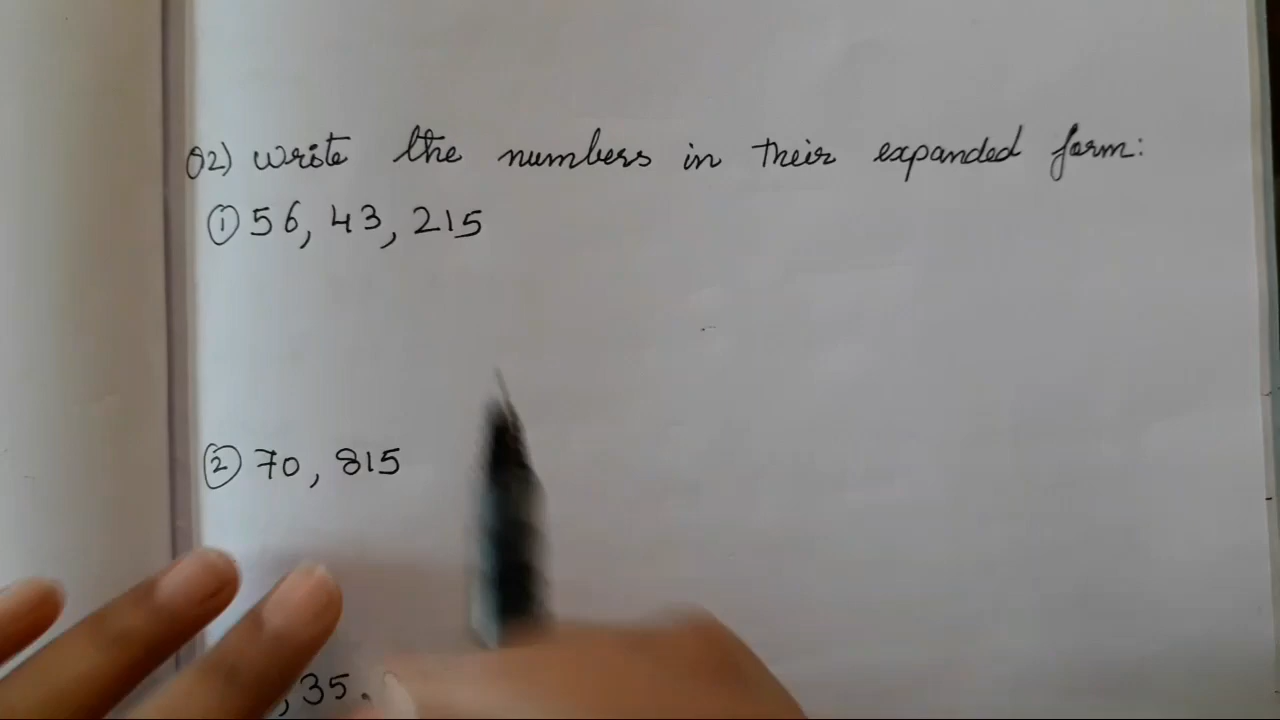 Q2) Write the numbers in their expanded form:
① 56, 43, 215
② 70, 815
, 35